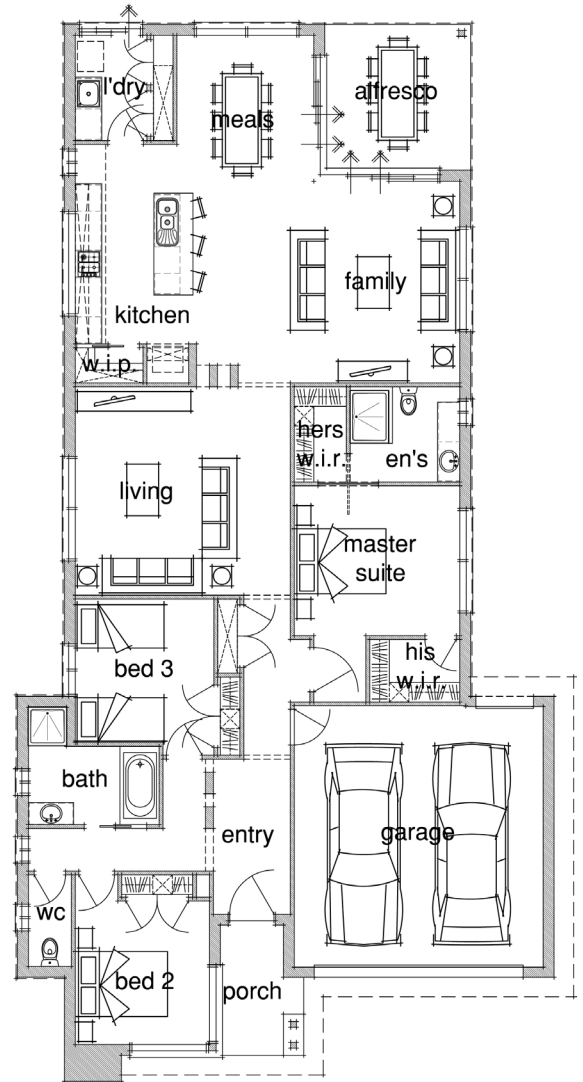 l'dry
meals
alfresco
family
kitchen
w.i.p.
hers
w.i.r.
en's
living
master
suite
his
w.i.r.
bed 3
bath
entry
garage
wc
bed 2
porch